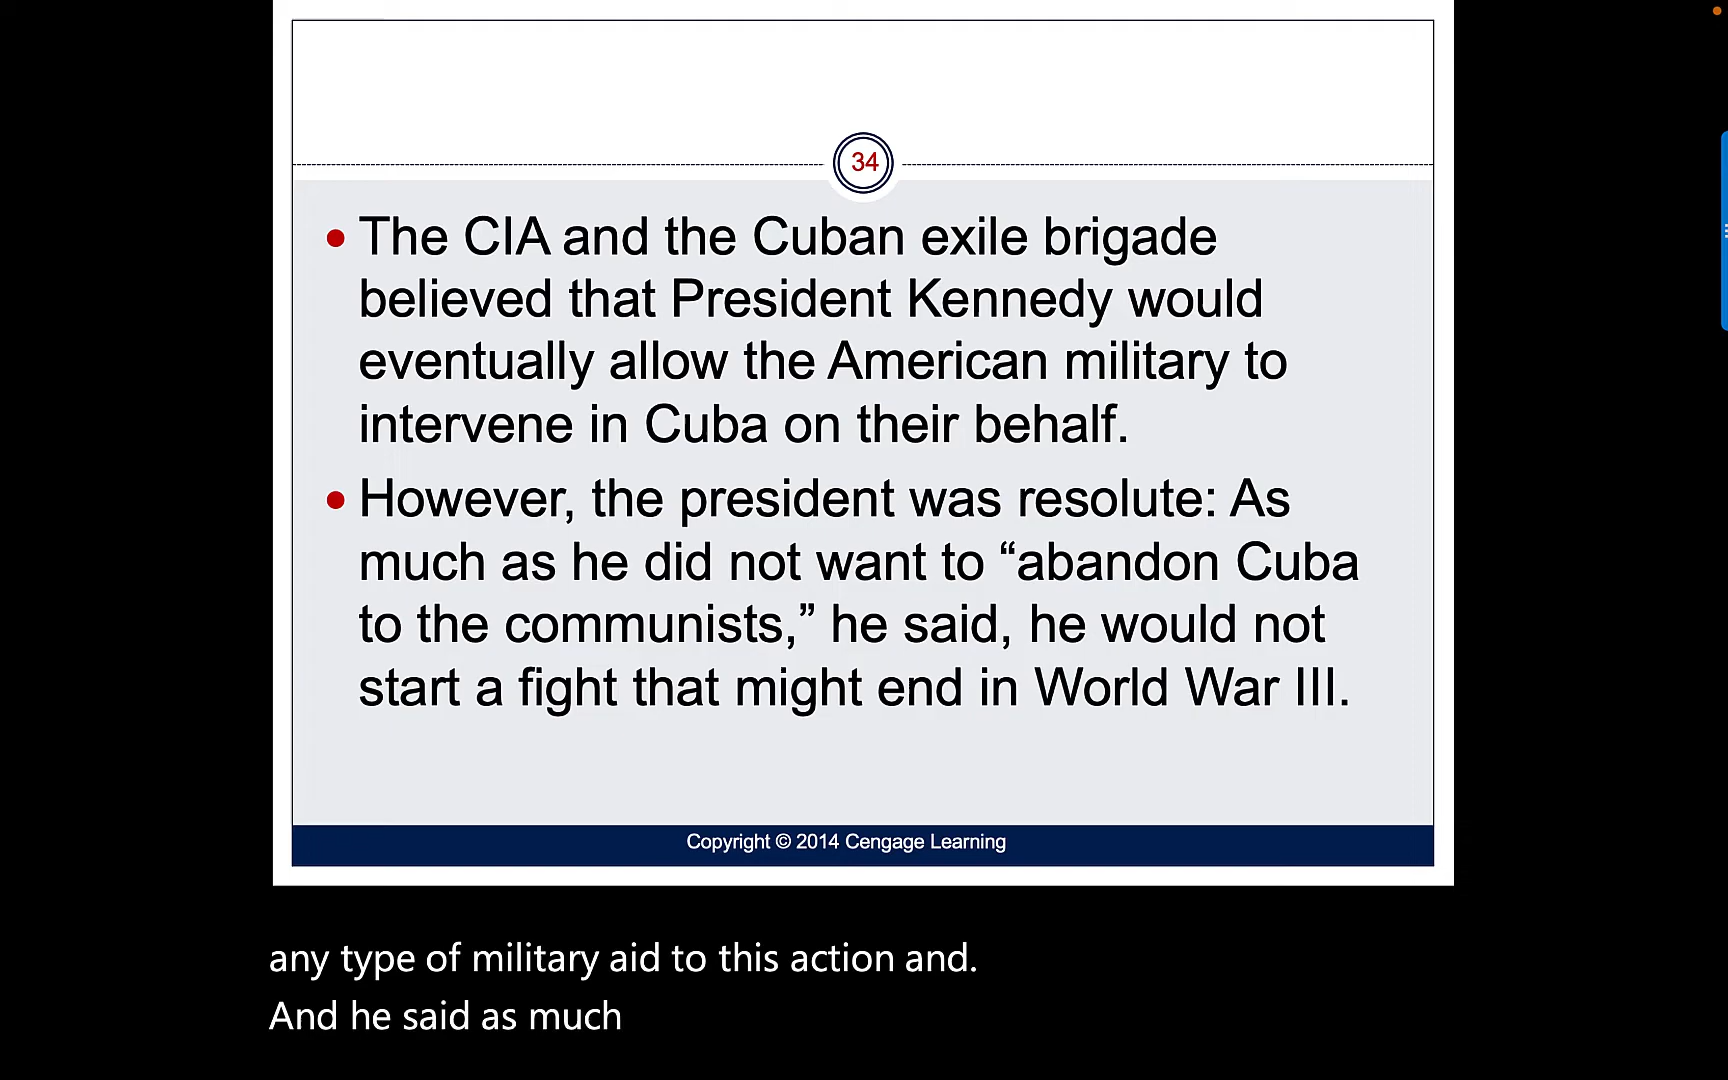 34
• The CIA and the Cuban exile brigade
believed that President Kennedy would
eventually allow the American military to
intervene in Cuba on their behalf.
• However, the president was resolute: As
much as he did not want to “abandon Cuba
to the communists,” he said, he would not
start a fight that might end in World War III.
Copyright © 2014 Cengage Learning
any type of military aid to this action and.
And he said as much